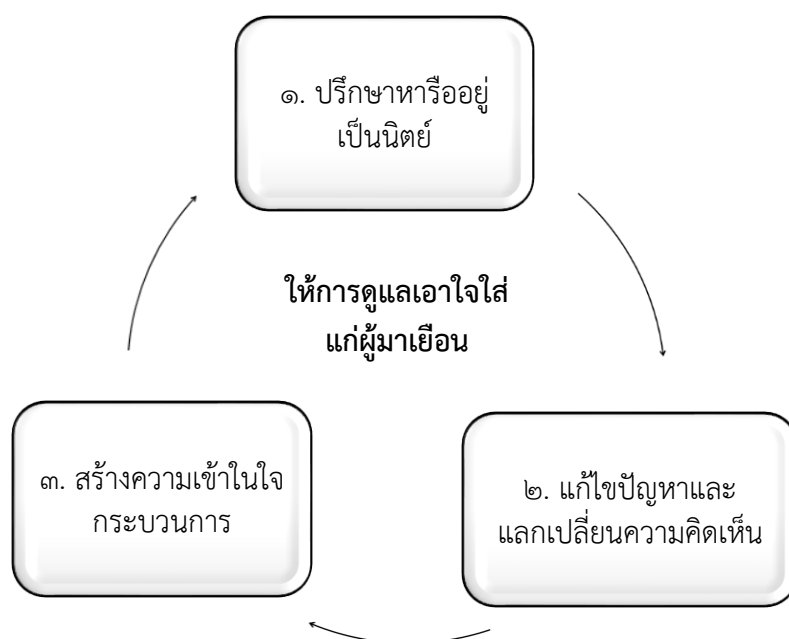 ๑. ปรึกษาหารืออยู่
เป็นนิตย์
ให้การดูแลเอาใจใส่
แก่ผู้มาเยือน
๒. แก้ไขปัญหาและ
แลกเปลี่ยนความคิดเห็น
๓. สร้างความเข้าในใจ
กระบวนการ